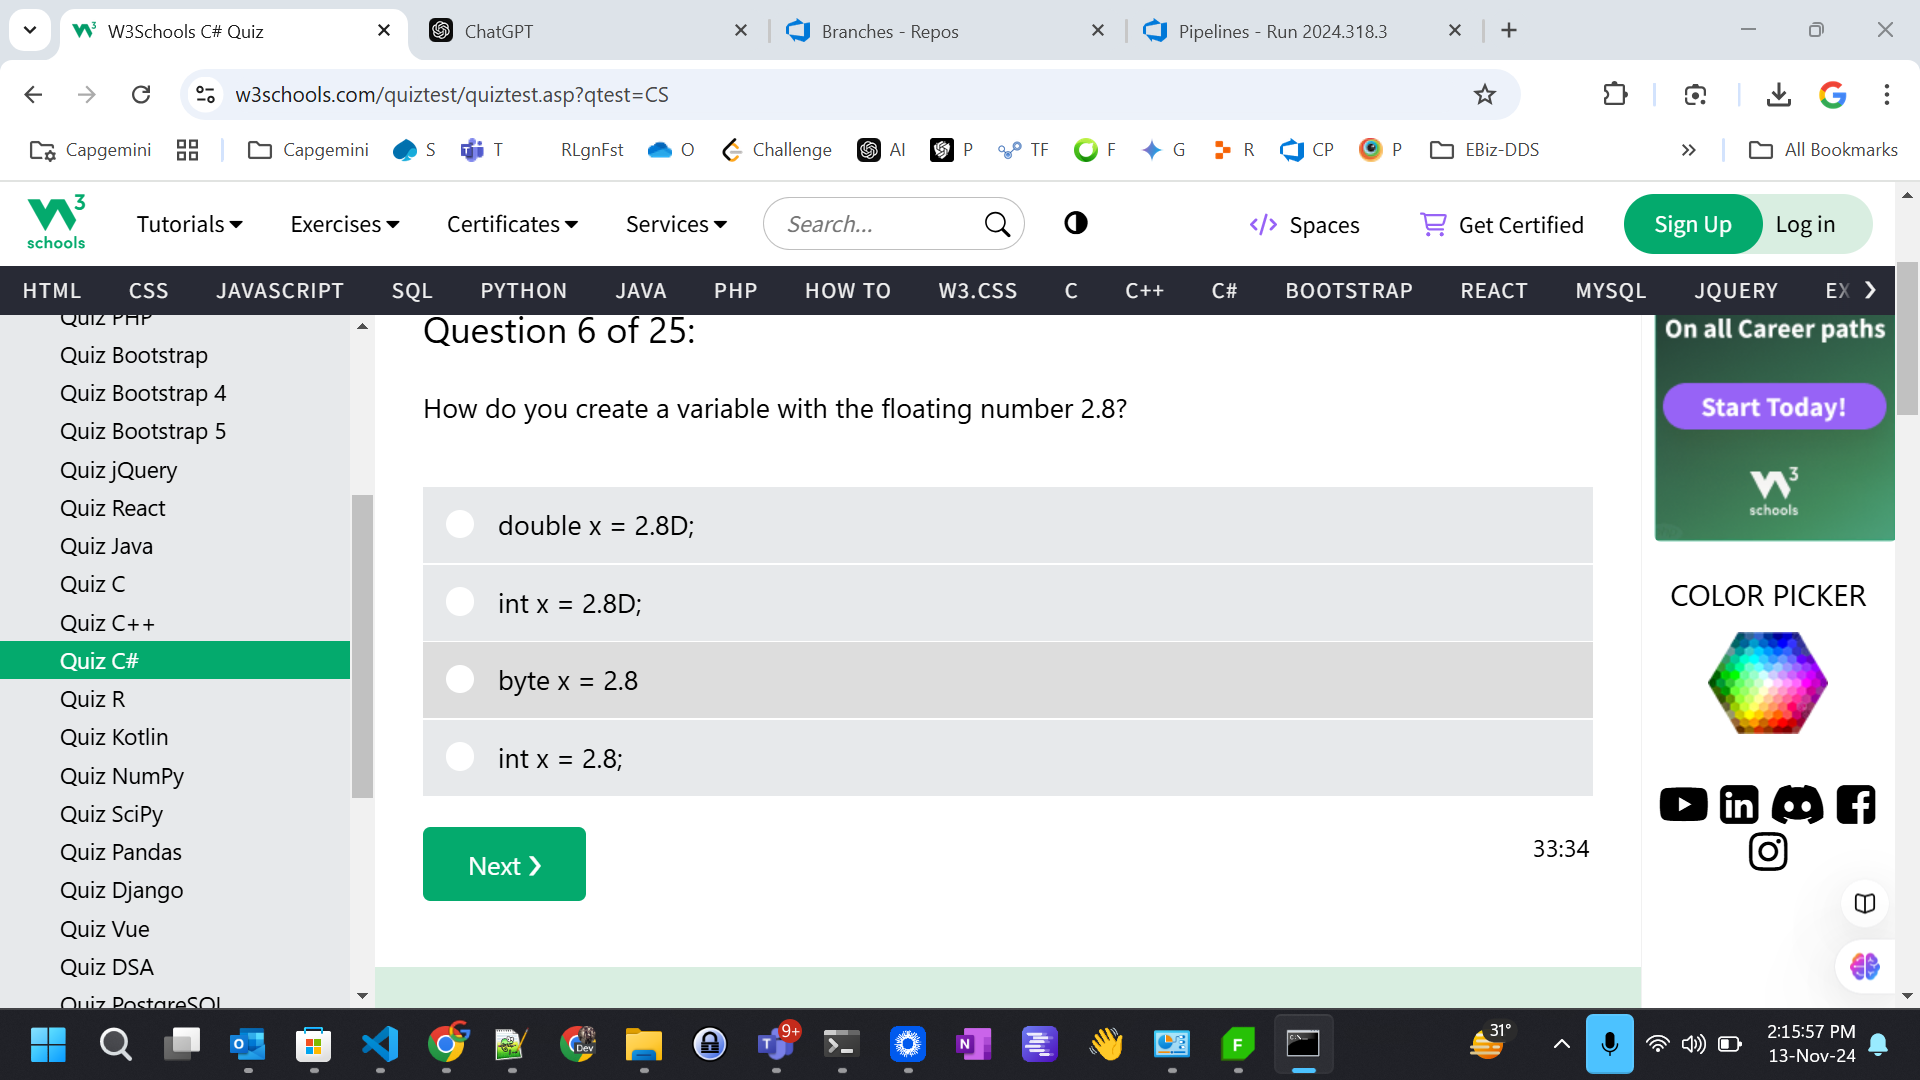 W3Schools C# Quiz
ChatGPT
Branches - Repos
Pipelines - Run 2024.318.3
w3schools.com/quiztest/quiztest.asp?qtest=CS
Capgemini
Capgemini
S
T
RLgnFst
O
Challenge
AI
P
TF
F
G
R
CP
P
EBiz-DDS
All Bookmarks
W3
schools
Tutorials
Exercises
Certificates
Services
Search...
Spaces
Get Certified
Sign Up
Log in
HTML
CSS
JAVASCRIPT
SQL
PYTHON
JAVA
PHP
HOW TO
W3.CSS
C
C++
C#
BOOTSTRAP
REACT
MYSQL
JQUERY
EX
Quiz PHP
Quiz Bootstrap
Quiz Bootstrap 4
Quiz Bootstrap 5
Quiz jQuery
Quiz React
Quiz Java
Quiz C
Quiz C++
Quiz C#
Quiz R
Quiz Kotlin
Quiz NumPy
Quiz SciPy
Quiz Pandas
Quiz Django
Quiz Vue
Quiz DSA
Quiz PostgreSQL
Question 6 of 25:
How do you create a variable with the floating number 2.8?
double x = 2.8D;
int x = 2.8D;
byte x = 2.8
int x = 2.8;
Next ❯
33:34
On all Career paths
Start Today!
W3
schools
COLOR PICKER
Dev
9+
31°
2:15:57 PM
13-Nov-24